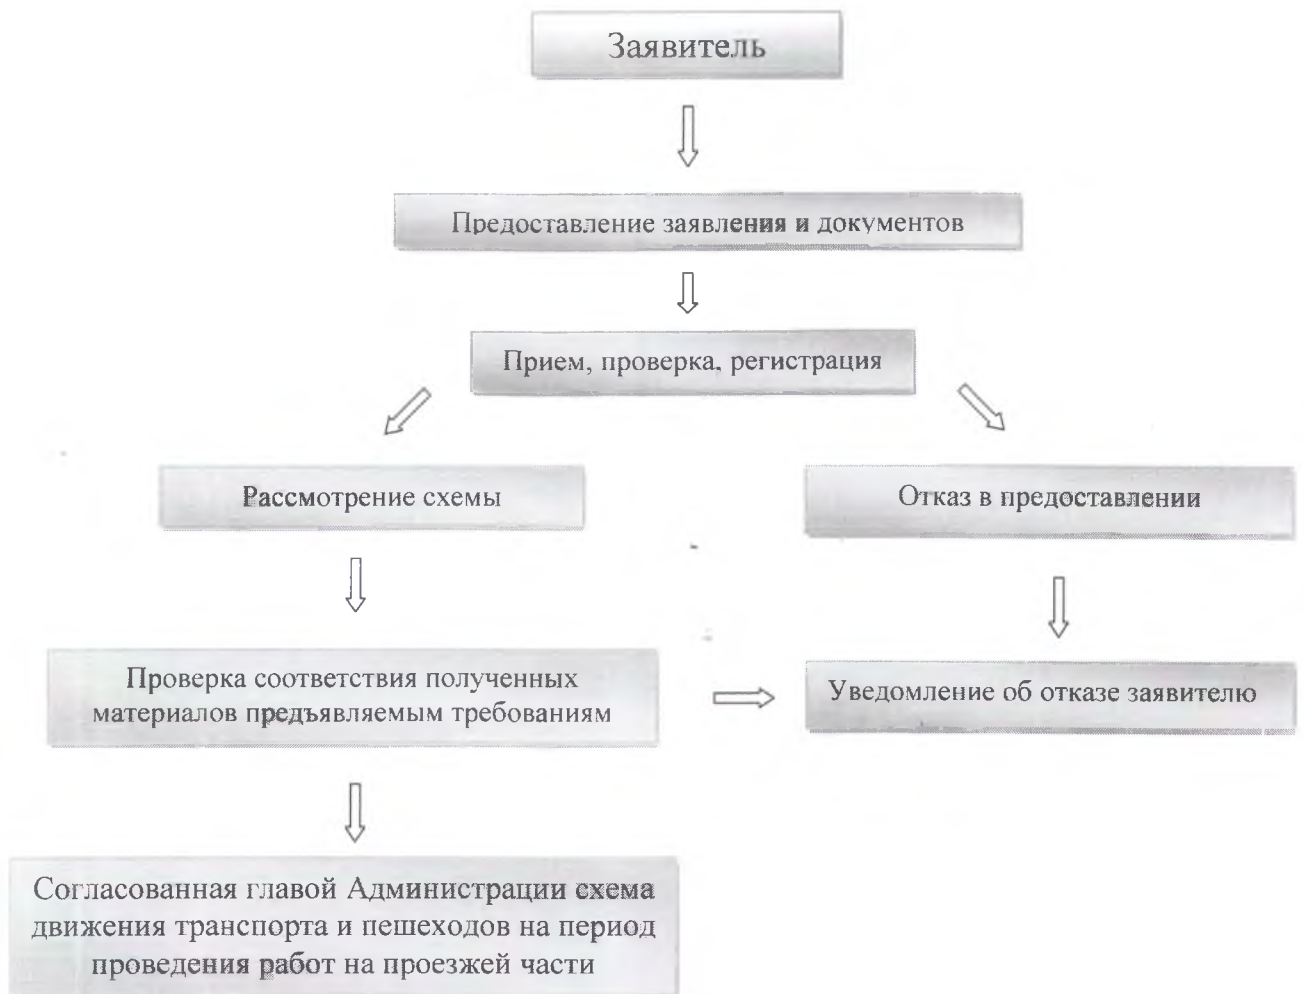 Заявитель
Предоставление заявления и документов
Прием, проверка, регистрация
Рассмотрение схемы
Отказ в предоставлении
Проверка соответствия полученных
материалов предъявляемым требованиям
Уведомление об отказе заявителю
Согласованная главой Администрации схема
движения транспорта и пешеходов на период
проведения работ на проезжей части